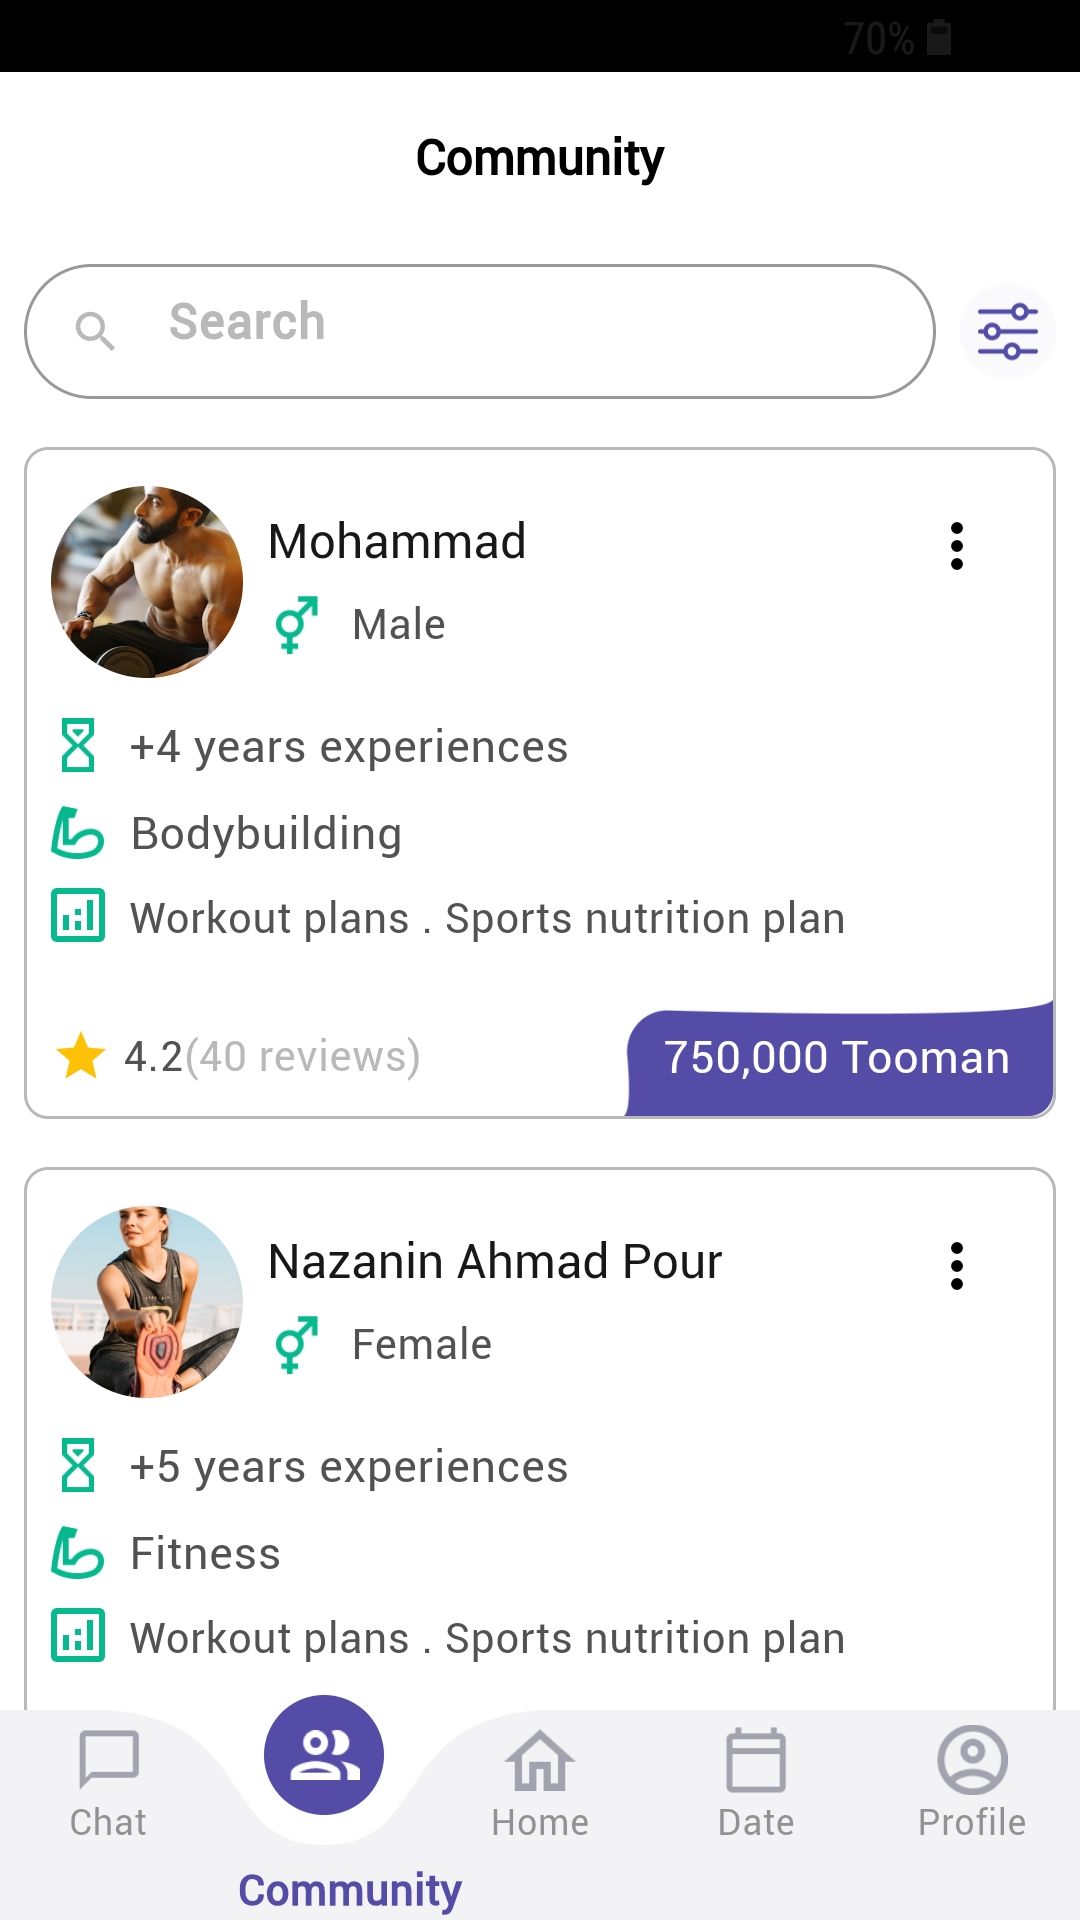 70%
Community
Search
Mohammad
Male
+4 years experiences
Bodybuilding
Workout plans . Sports nutrition plan
4.2(40 reviews)
750,000 Tooman
Nazanin Ahmad Pour
Female
+5 years experiences
Fitness
Workout plans . Sports nutrition plan
Chat
Home
Date
Profile
Community